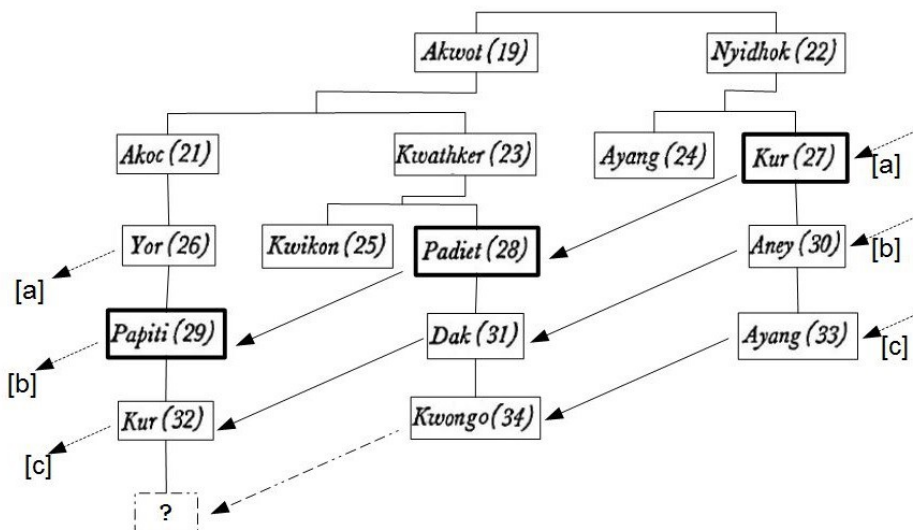 Akwot (19)
Nyidhok (22)
Akoc (21)
Kwathker (23)
Ayang (24)
Kur (27)
[a]
Yor (26)
Kwikon (25)
Padiet (28)
Aney (30)
[b]
[a]
Papiti (29)
Dak (31)
Ayang (33)
[c]
[b]
Kur (32)
Kwongo (34)
[c]
?